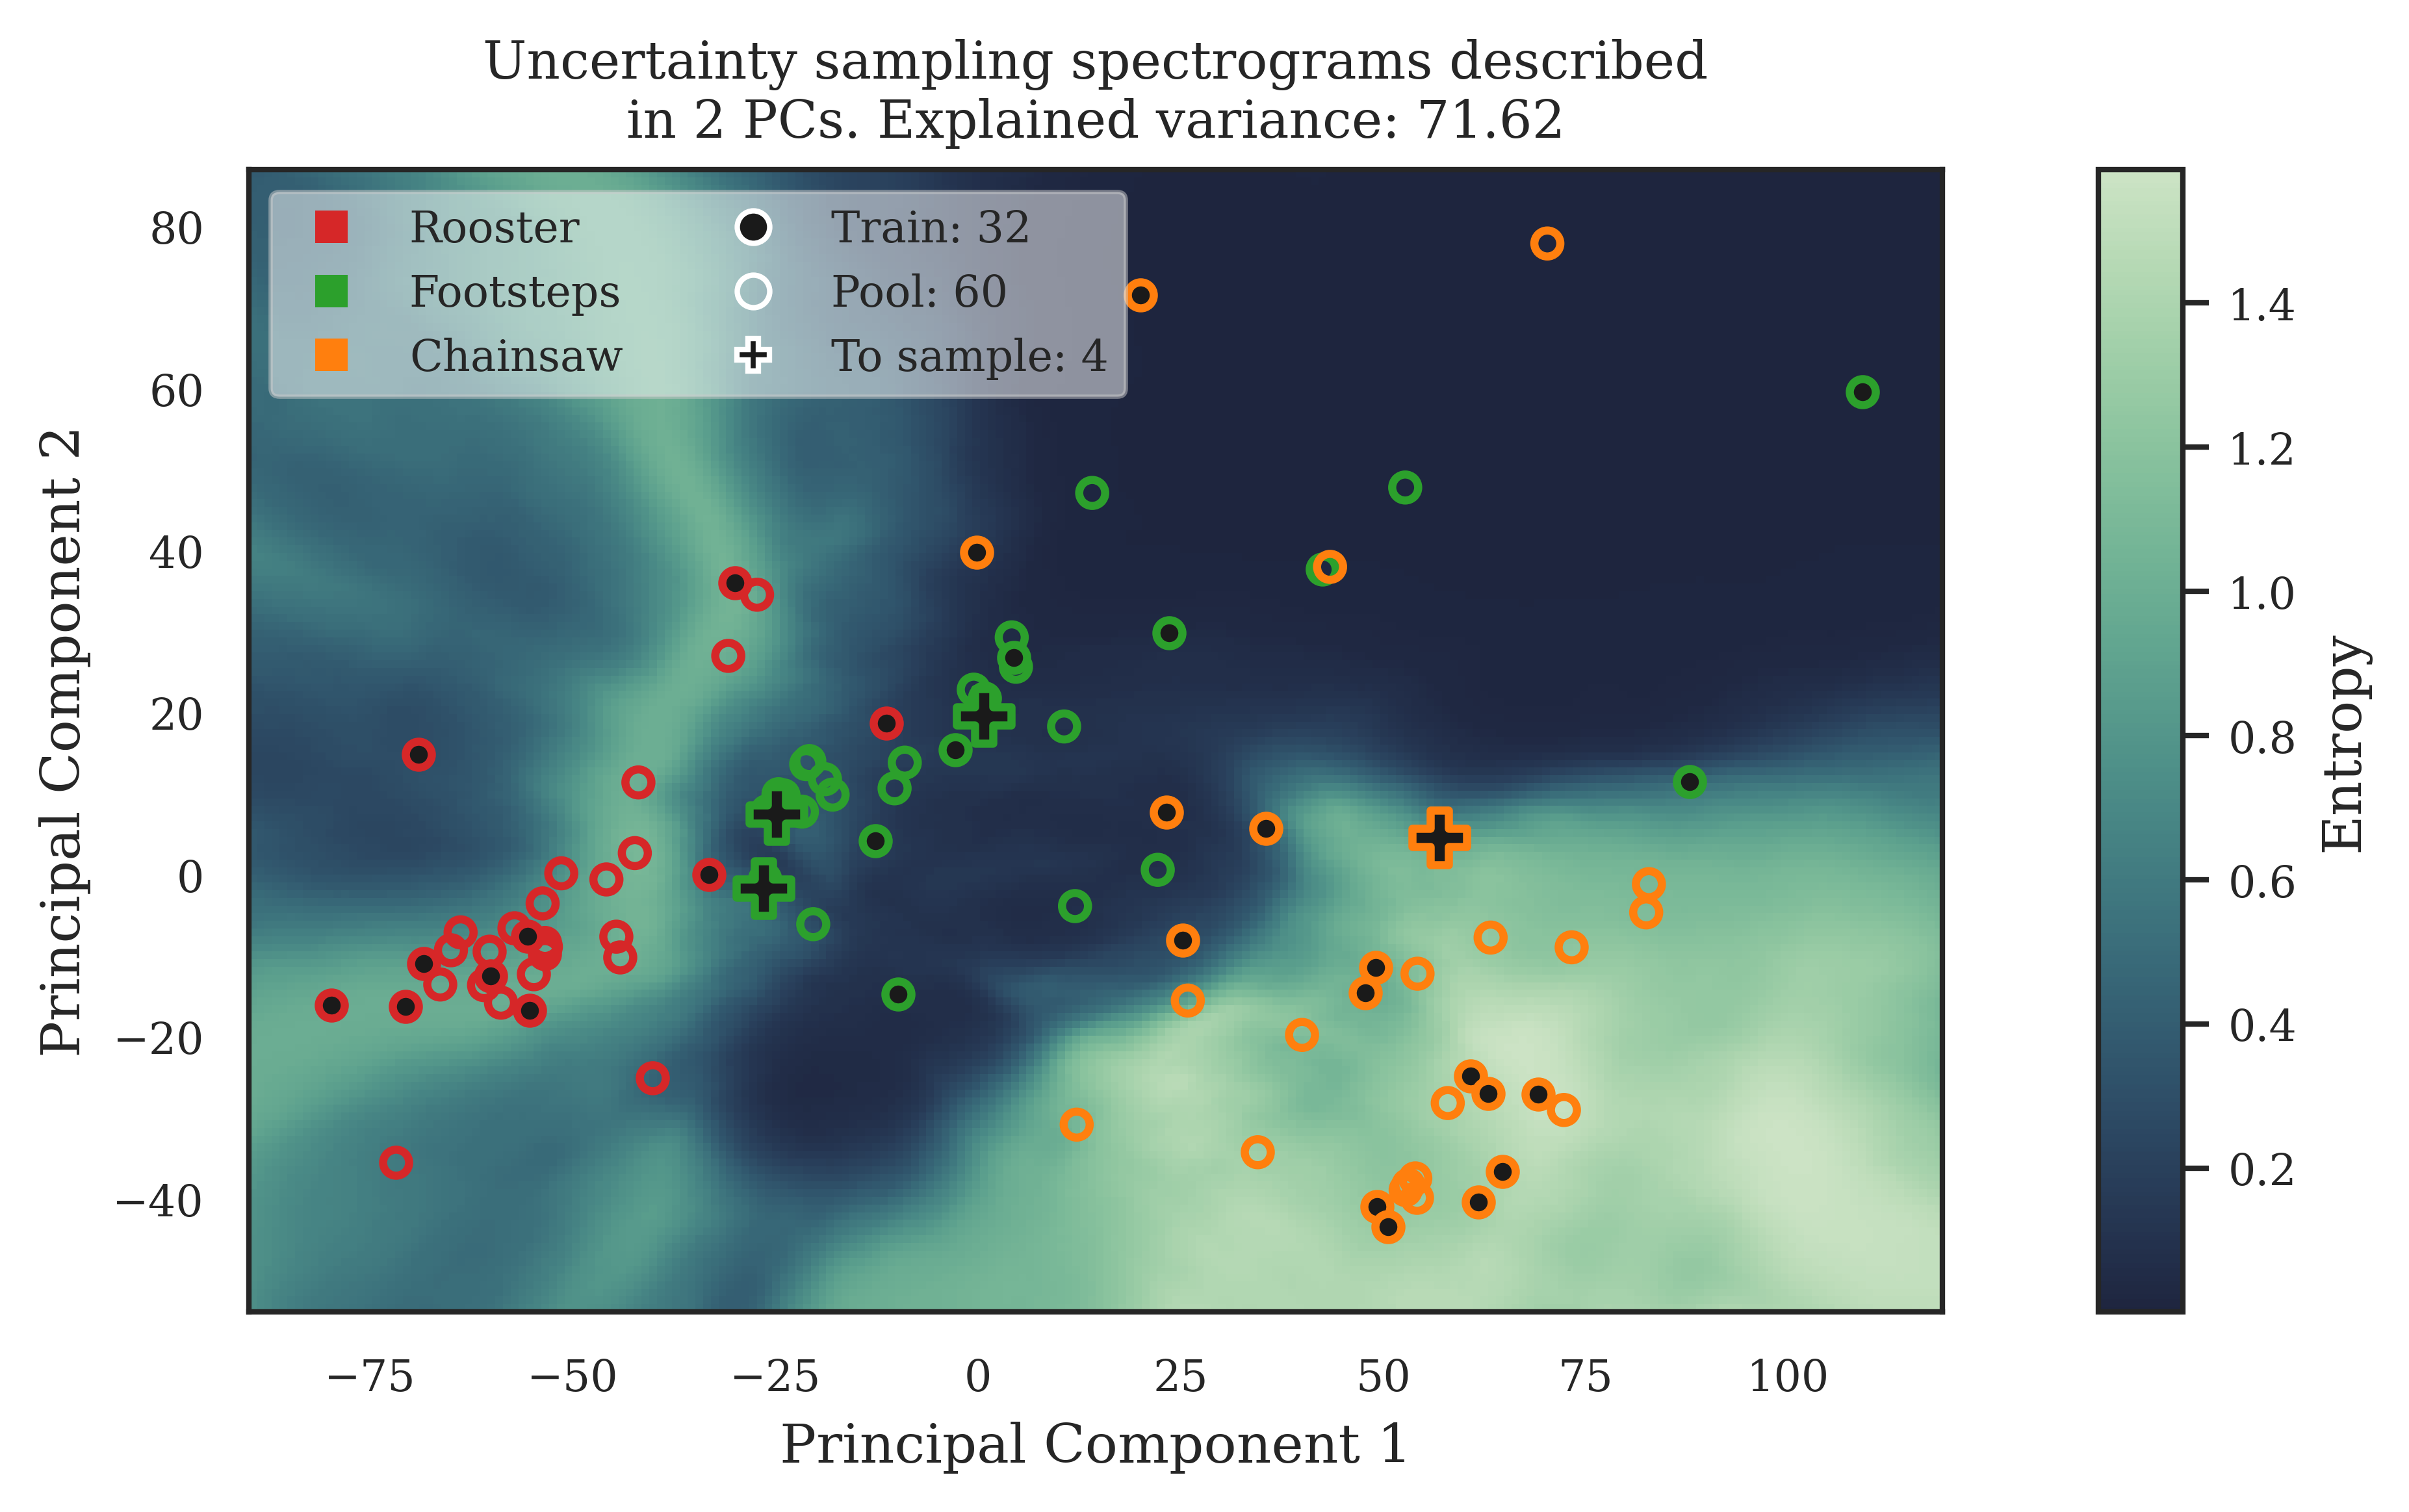 Uncertainty sampling spectrograms described
in 2 PCs. Explained variance: 71.62
Rooster
Footsteps
Chainsaw
Train: 32
Pool: 60
To sample: 4
80
60
40
20
0
−20
−40
Principal Component 2
−75
−50
−25
0
25
50
75
100
Principal Component 1
1.4
1.2
1.0
0.8
0.6
0.4
0.2
Entropy